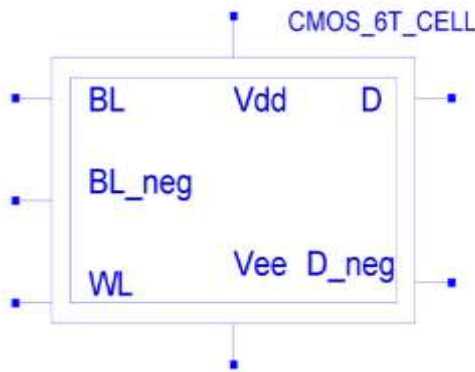 CMOS_6T_CELL
BL Vdd D
BL_neg
Vee D_neg
WL